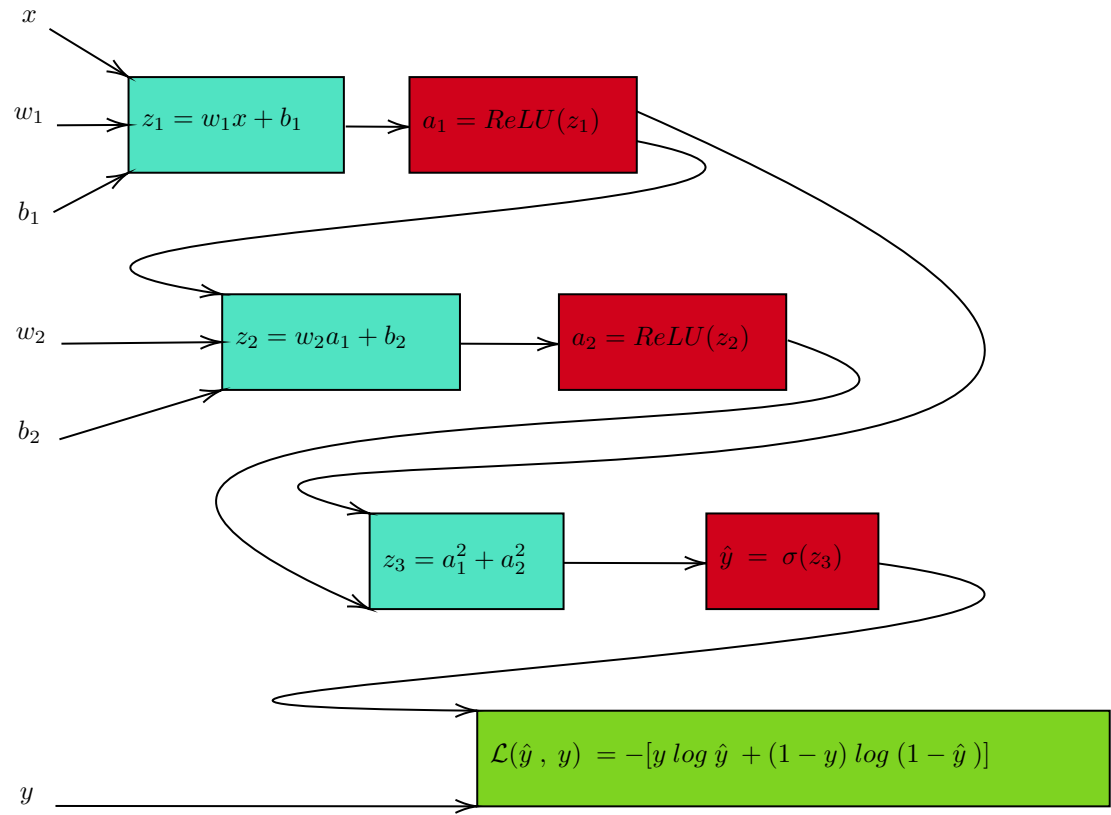 x
w₁
z₁ = w₁x + b₁
a₁ = ReLU(z₁)
b₁
w₂
z₂ = w₂a₁ + b₂
a₂ = ReLU(z₂)
b₂
z₃ = a₁² + a₂²
ŷ = σ(z₃)
ℒ(ŷ , y) = −[y log ŷ + (1 − y) log (1 − ŷ )]
y